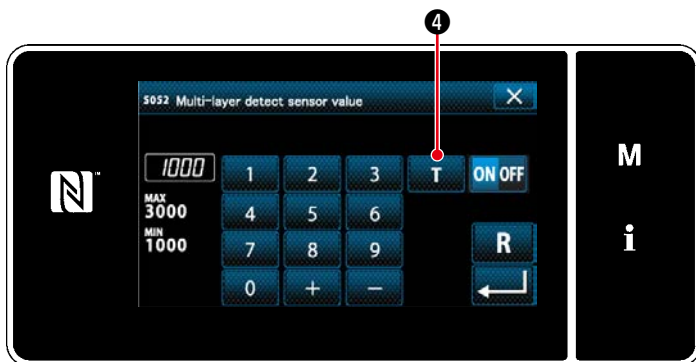 4
S052 Multi-layer detect sensor value
1000 1 2 3 T ON OFF
M
MAX
3000 4 5 6
MIN
1000 7 8 9 R
i
0 + −
N™